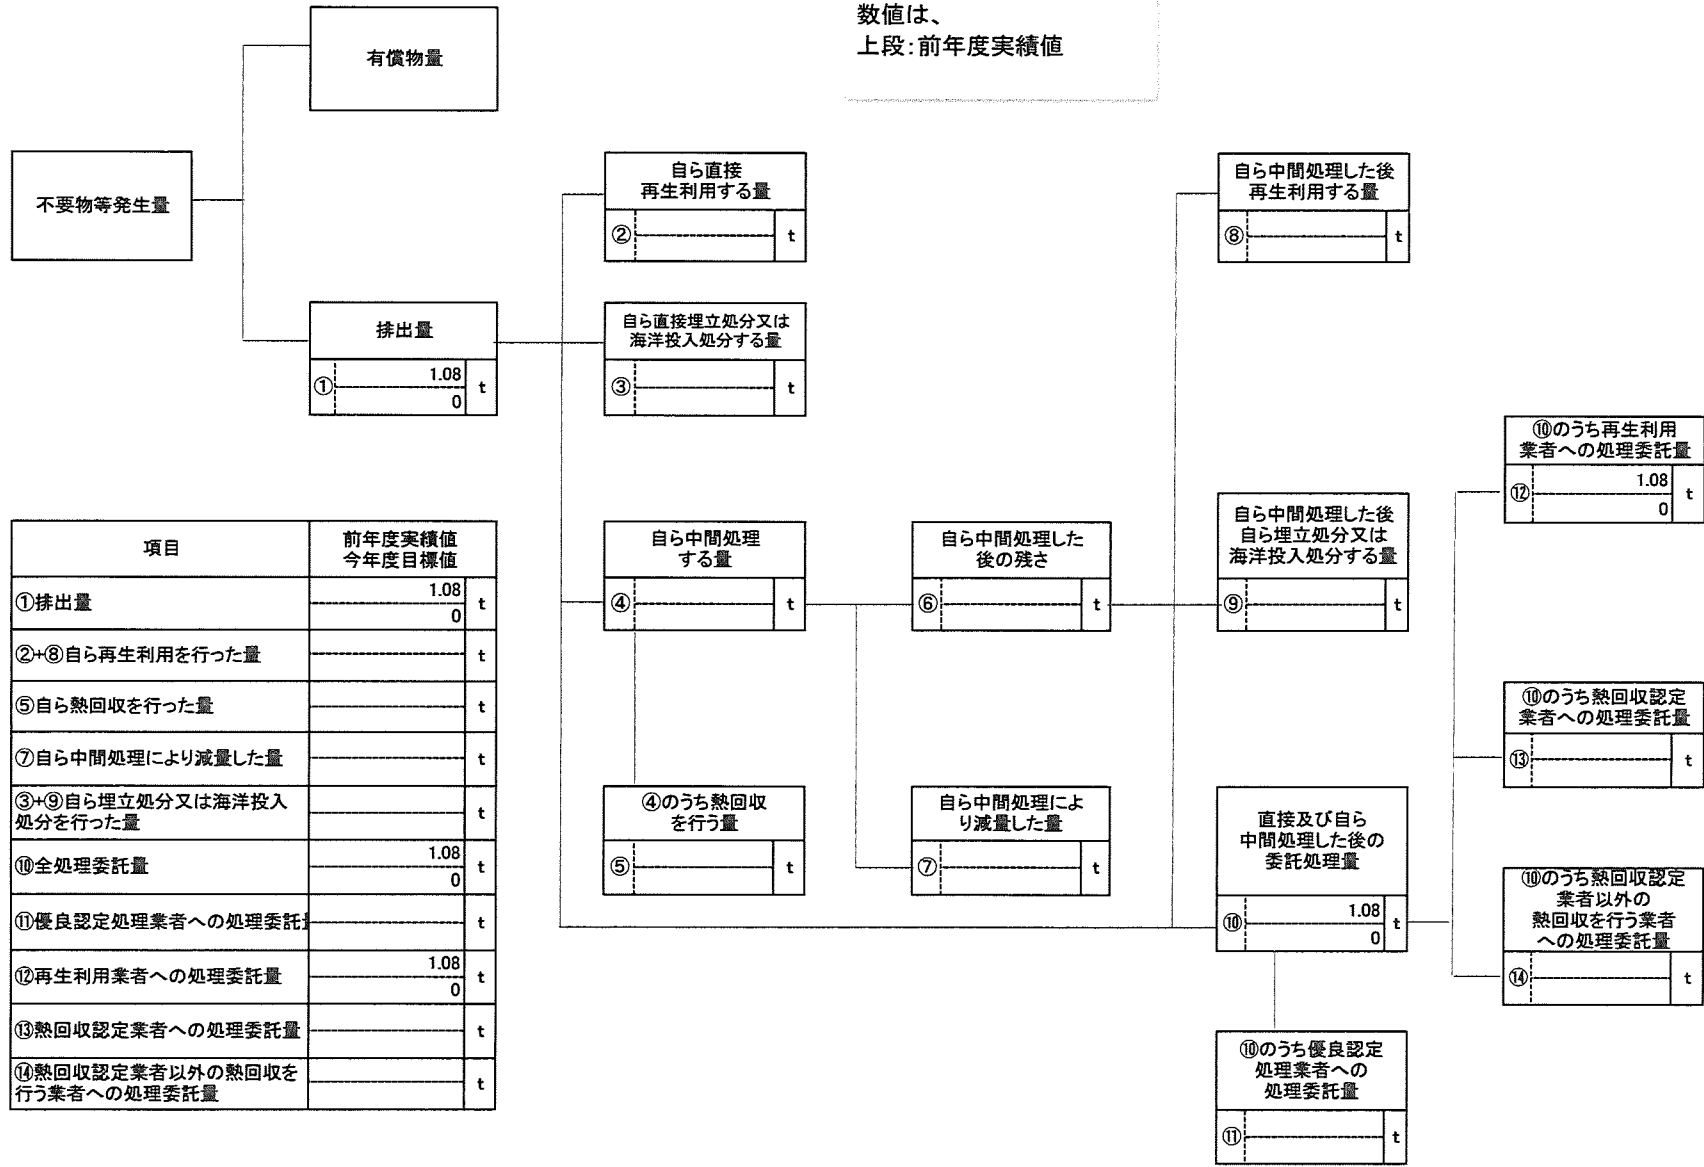 数値は、
上段:前年度実績値
有償物量
不要物等発生量
排出量
① 1.08 t
0
自ら直接
再生利用する量
② t
自ら直接埋立処分又は
海洋投入処分する量
③ t
自ら中間処理
する量
④ t
④のうち熱回収
を行う量
⑤ t
自ら中間処理した
後の残さ
⑥ t
自ら中間処理によ
り減量した量
⑦ t
自ら中間処理した後
再生利用する量
⑧ t
自ら中間処理した後
自ら埋立処分又は
海洋投入処分する量
⑨ t
直接及び自ら
中間処理した後の
委託処理量
⑩ 1.08 t
0
⑩のうち優良認定
処理業者への
処理委託量
⑪ t
⑩のうち再生利用
業者への処理委託量
⑫ 1.08 t
0
⑩のうち熱回収認定
業者への処理委託量
⑬ t
⑩のうち熱回収認定
業者以外の
熱回収を行う業者
への処理委託量
⑭ t
項目 前年度実績値
今年度目標値
①排出量 1.08 t
0
②+⑧自ら再生利用を行った量 t
⑤自ら熱回収を行った量 t
⑦自ら中間処理により減量した量 t
③+⑨自ら埋立処分又は海洋投入
処分を行った量 t
⑩全処理委託量 1.08 t
0
⑪優良認定処理業者への処理委託 t
⑫再生利用業者への処理委託量 1.08 t
0
⑬熱回収認定業者への処理委託量 t
⑭熱回収認定業者以外の熱回収を
行う業者への処理委託量 t